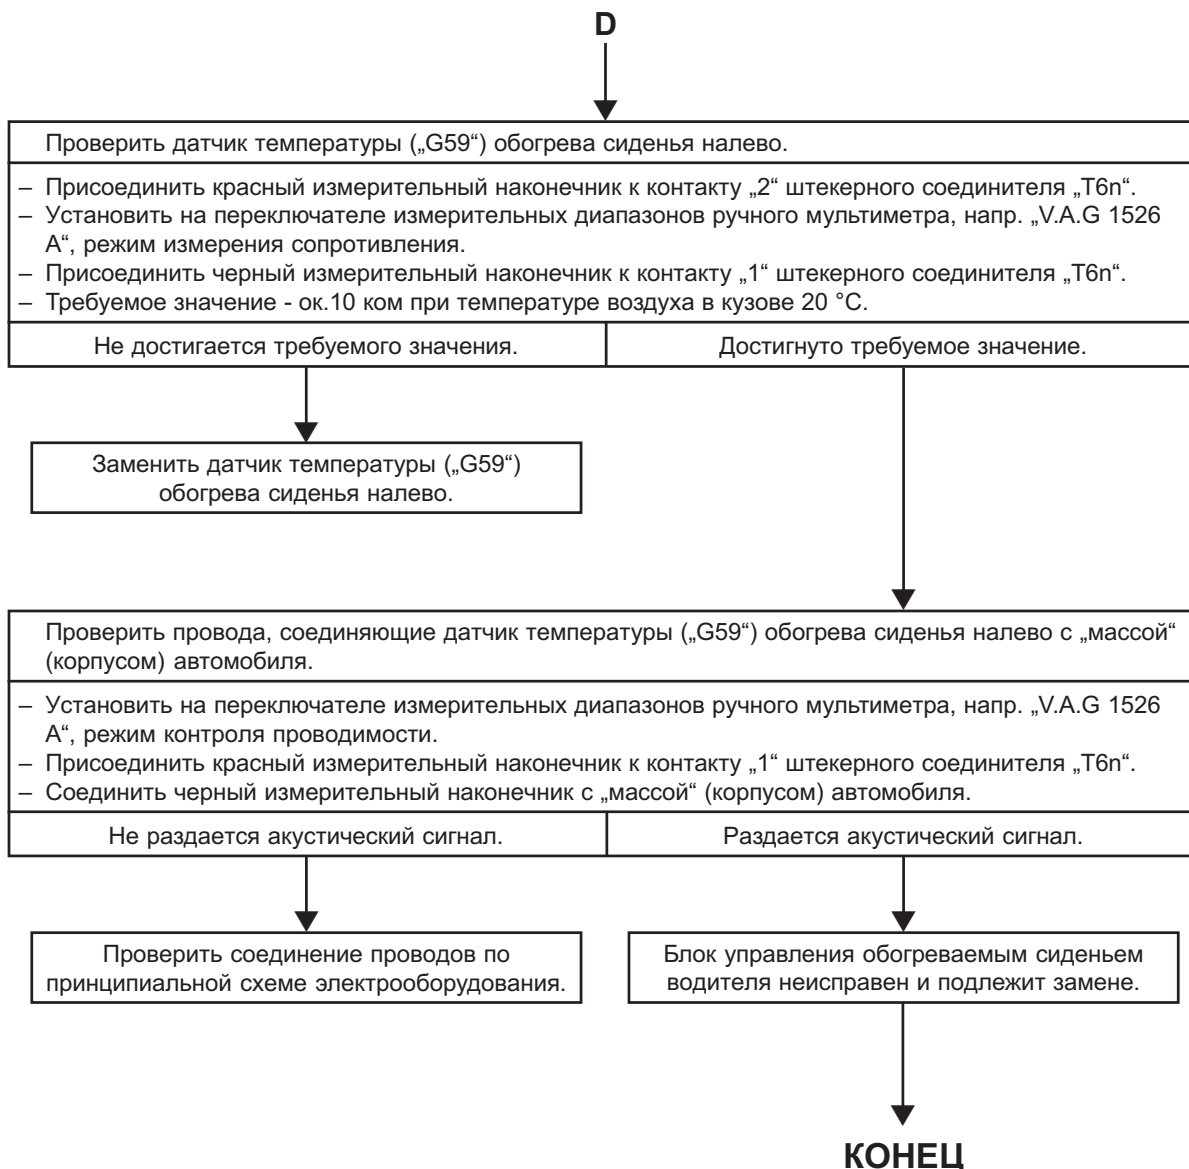 D
Проверить датчик температуры („G59“) обогрева сиденья налево.
– Присоединить красный измерительный наконечник к контакту „2“ штекерного соединителя „T6n“.
– Установить на переключателе измерительных диапазонов ручного мультиметра, напр. „V.A.G 1526
А“, режим измерения сопротивления.
– Присоединить черный измерительный наконечник к контакту „1“ штекерного соединителя „T6n“.
– Требуемое значение - ок.10 ком при температуре воздуха в кузове 20 °C.
Не достигается требуемого значения.
Достигнуто требуемое значение.
Заменить датчик температуры („G59“)
обогрева сиденья налево.
Проверить провода, соединяющие датчик температуры („G59“) обогрева сиденья налево с „массой“
(корпусом) автомобиля.
– Установить на переключателе измерительных диапазонов ручного мультиметра, напр. „V.A.G 1526
А“, режим контроля проводимости.
– Присоединить красный измерительный наконечник к контакту „1“ штекерного соединителя „T6n“.
– Соединить черный измерительный наконечник с „массой“ (корпусом) автомобиля.
Не раздается акустический сигнал.
Раздается акустический сигнал.
Проверить соединение проводов по
принципиальной схеме электрооборудования.
Блок управления обогреваемым сиденьем
водителя неисправен и подлежит замене.
КОНЕЦ